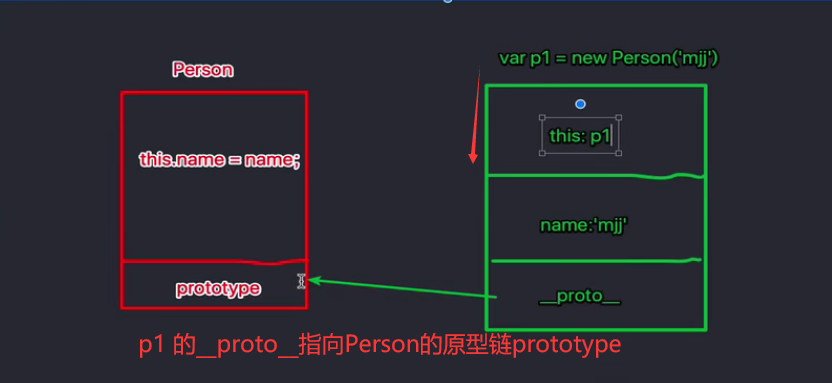 Person
this.name = name;
prototype
var p1 = new Person('mjj')
this: p1
name:'mjj'
__proto__
p1 的__proto__指向Person的原型链prototype